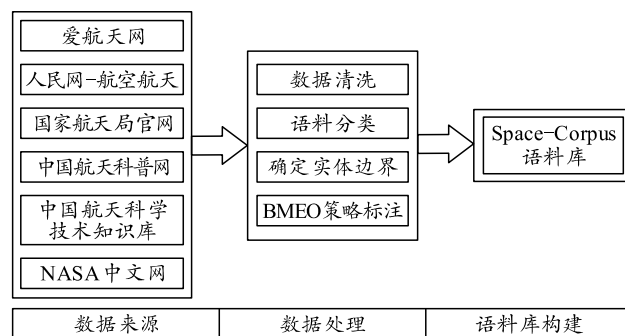 爱航天网
人民网-航空航天
国家航天局官网
中国航天科普网
中国航天科学
技术知识库
NASA中文网
数据清洗
语料分类
确定实体边界
BMEO策略标注
Space-Corpus
语料库
数据来源
数据处理
语料库构建